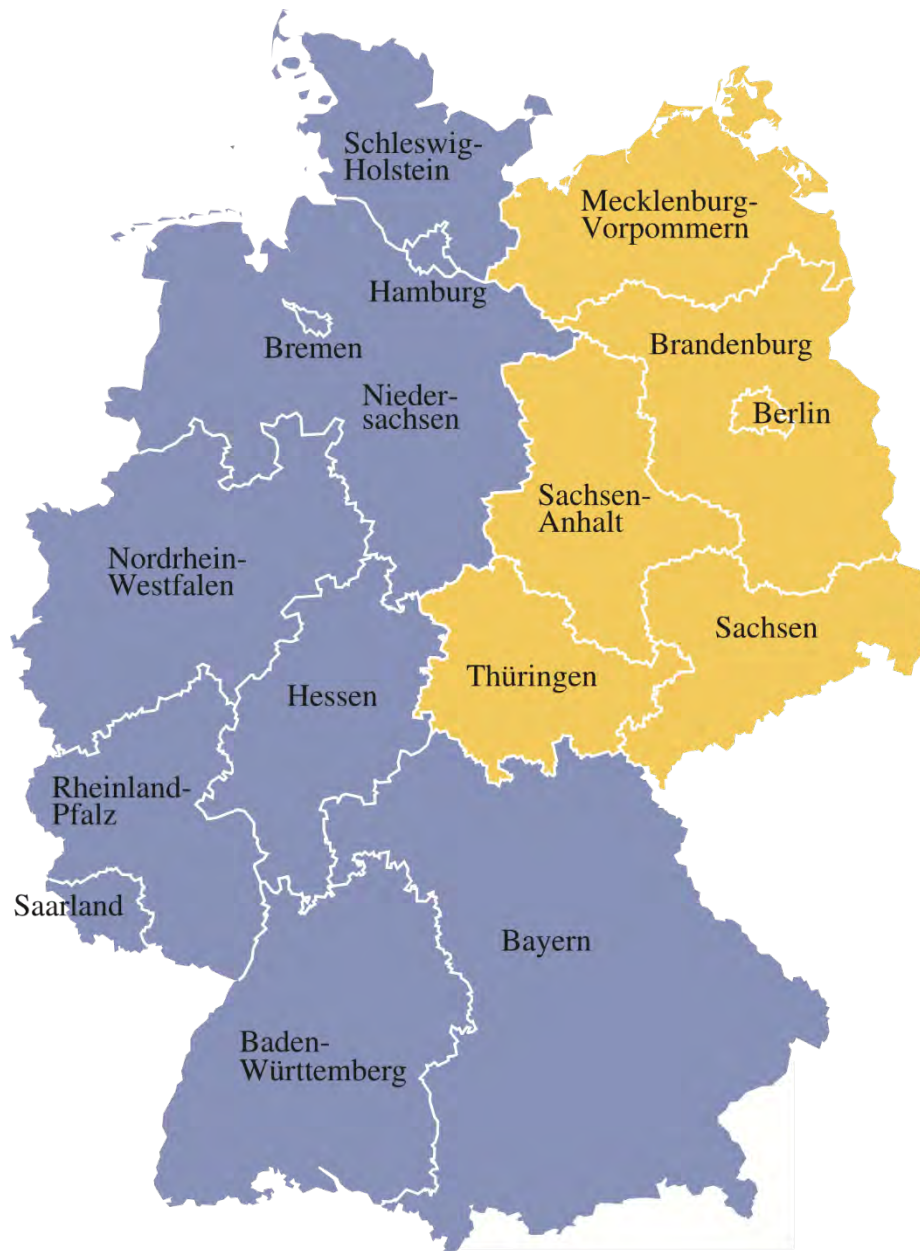 Schleswig-
Holstein
Mecklenburg-
Vorpommern
Hamburg
Bremen
Brandenburg
Nieder-
sachsen
Berlin
Sachsen-
Anhalt
Nordrhein-
Westfalen
Sachsen
Thüringen
Hessen
Rheinland-
Pfalz
Saarland
Bayern
Baden-
Württemberg